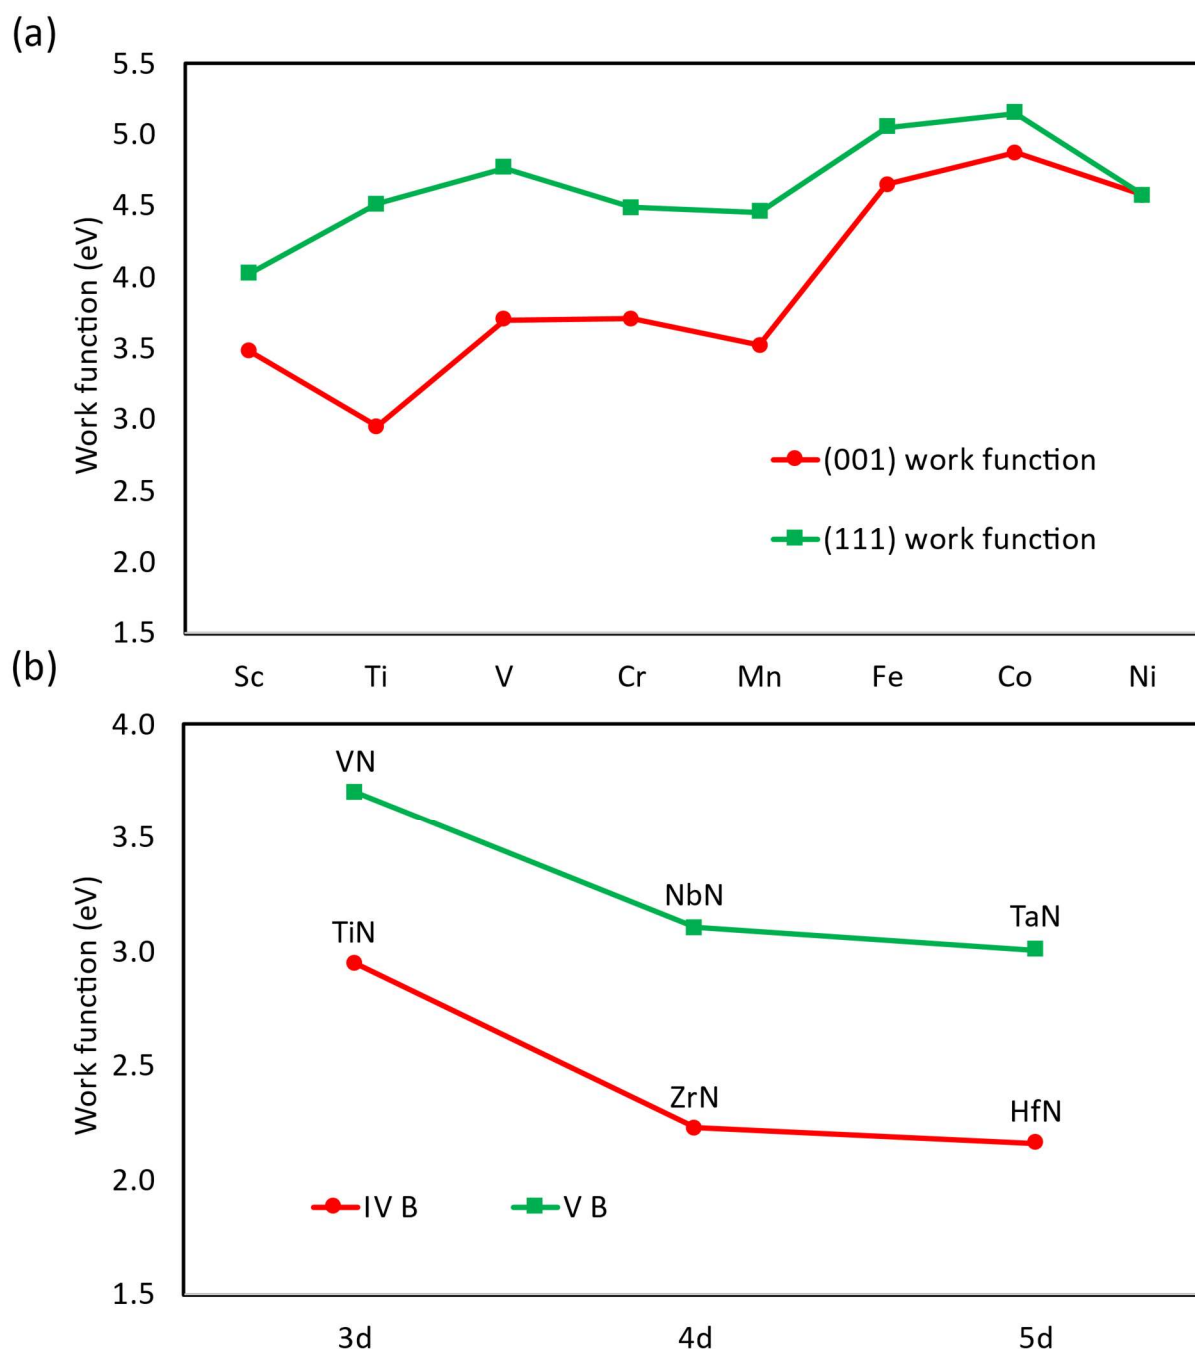 (a)
5.5
5.0
4.5
4.0
3.5
3.0
2.5
2.0
1.5
Work function (eV)
(001) work function
(111) work function
Sc Ti V Cr Mn Fe Co Ni
(b)
4.0
3.5
3.0
2.5
2.0
1.5
Work function (eV)
VN
NbN
TaN
TiN
ZrN
HfN
IV B V B
3d 4d 5d